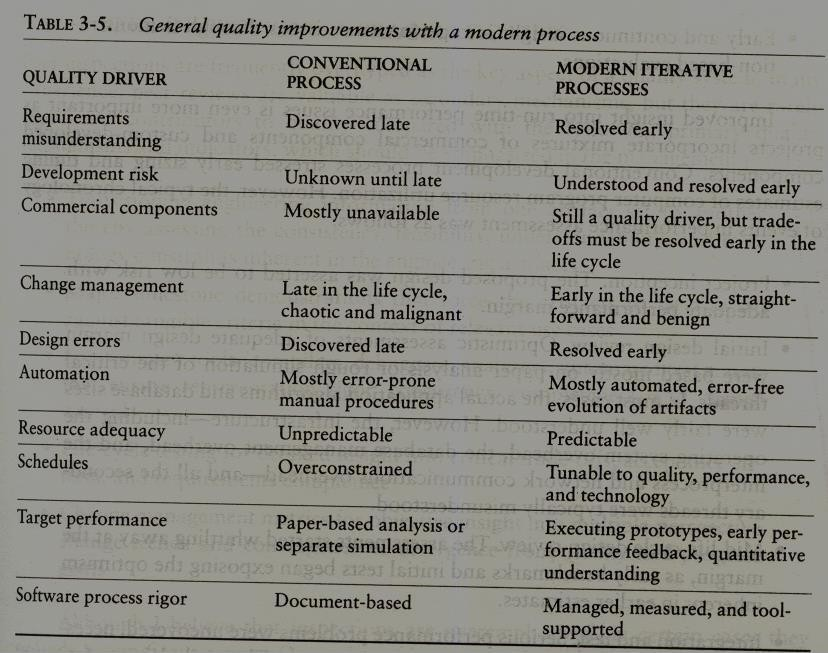 TABLE 3-5. General quality improvements with a modern process
QUALITY DRIVER CONVENTIONAL PROCESS MODERN ITERATIVE PROCESSES
Requirements misunderstanding Discovered late Resolved early
Development risk Unknown until late Understood and resolved early
Commercial components Mostly unavailable Still a quality driver, but trade-
offs must be resolved early in the
life cycle
Change management Late in the life cycle, Early in the life cycle, straight-
chaotic and malignant forward and benign
Design errors Discovered late Resolved early
Automation Mostly error-prone Mostly automated, error-free
manual procedures evolution of artifacts
Resource adequacy Unpredictable Predictable
Schedules Overconstrained Tunable to quality, performance,
and technology
Target performance Paper-based analysis or Executing prototypes, early per-
separate simulation formance feedback, quantitative
understanding
Software process rigor Document-based Managed, measured, and tool-
supported